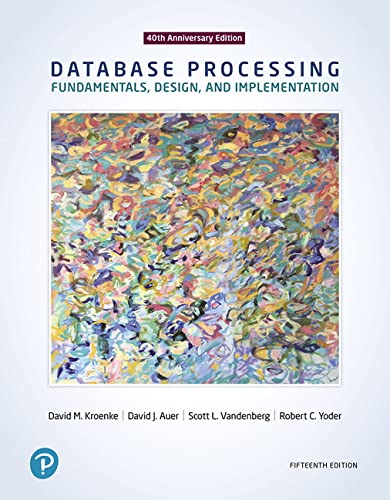 40th Anniversary Edition
DATABASE PROCESSING
FUNDAMENTALS, DESIGN, AND IMPLEMENTATION
David M. Kroenke | David J. Auer | Scott L. Vandenberg | Robert C. Yoder
P
FIFTEENTH EDITION